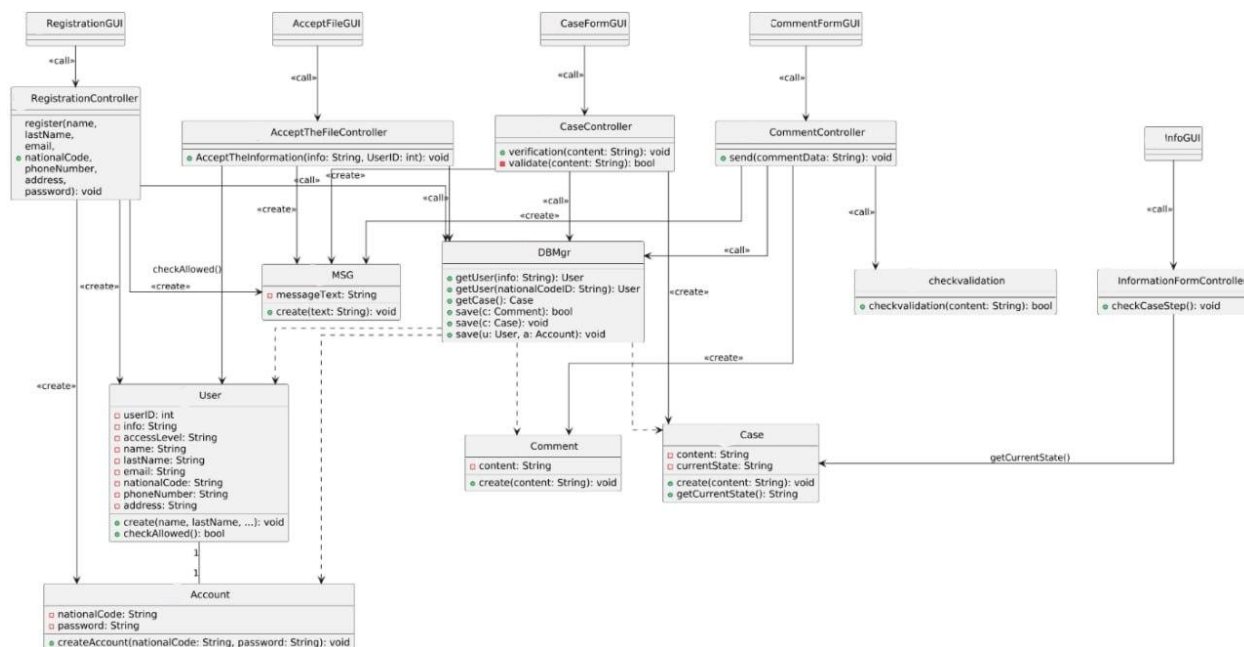 RegistrationGUI
AcceptFileGUI
CaseFormGUI
CommentFormGUI
«call»
«call»
«call»
«call»
RegistrationController
register(name,
lastName,
email,
nationalCode,
phoneNumber,
address,
password): void
AcceptTheFileController
AcceptTheInformation(info: String, UserID: int): void
CaseController
verification(content: String): void
validate(content: String): bool
CommentController
send(commentData: String): void
InfoGUI
«call»
«create»
«call»
«create»
«call»
«call»
«create»
«call»
«call»
checkAllowed()
«create»
«create»
«create»
MSG
messageText: String
create(text: String): void
DBMgr
getUser(info: String): User
getUser(nationalCodeID: String): User
getCase(): Case
save(c: Comment): bool
save(c: Case): void
save(u: User, a: Account): void
checkvalidation
checkvalidation(content: String): bool
InformationFormController
checkCaseStep(): void
«create»
«create»
User
userID: int
info: String
accessLevel: String
name: String
lastName: String
email: String
nationalCode: String
phoneNumber: String
address: String
create(name, lastName, ...): void
checkAllowed(): bool
Comment
content: String
create(content: String): void
Case
content: String
currentState: String
create(content: String): void
getCurrentState(): String
getCurrentState()
1
1
Account
nationalCode: String
password: String
createAccount(nationalCode: String, password: String): void